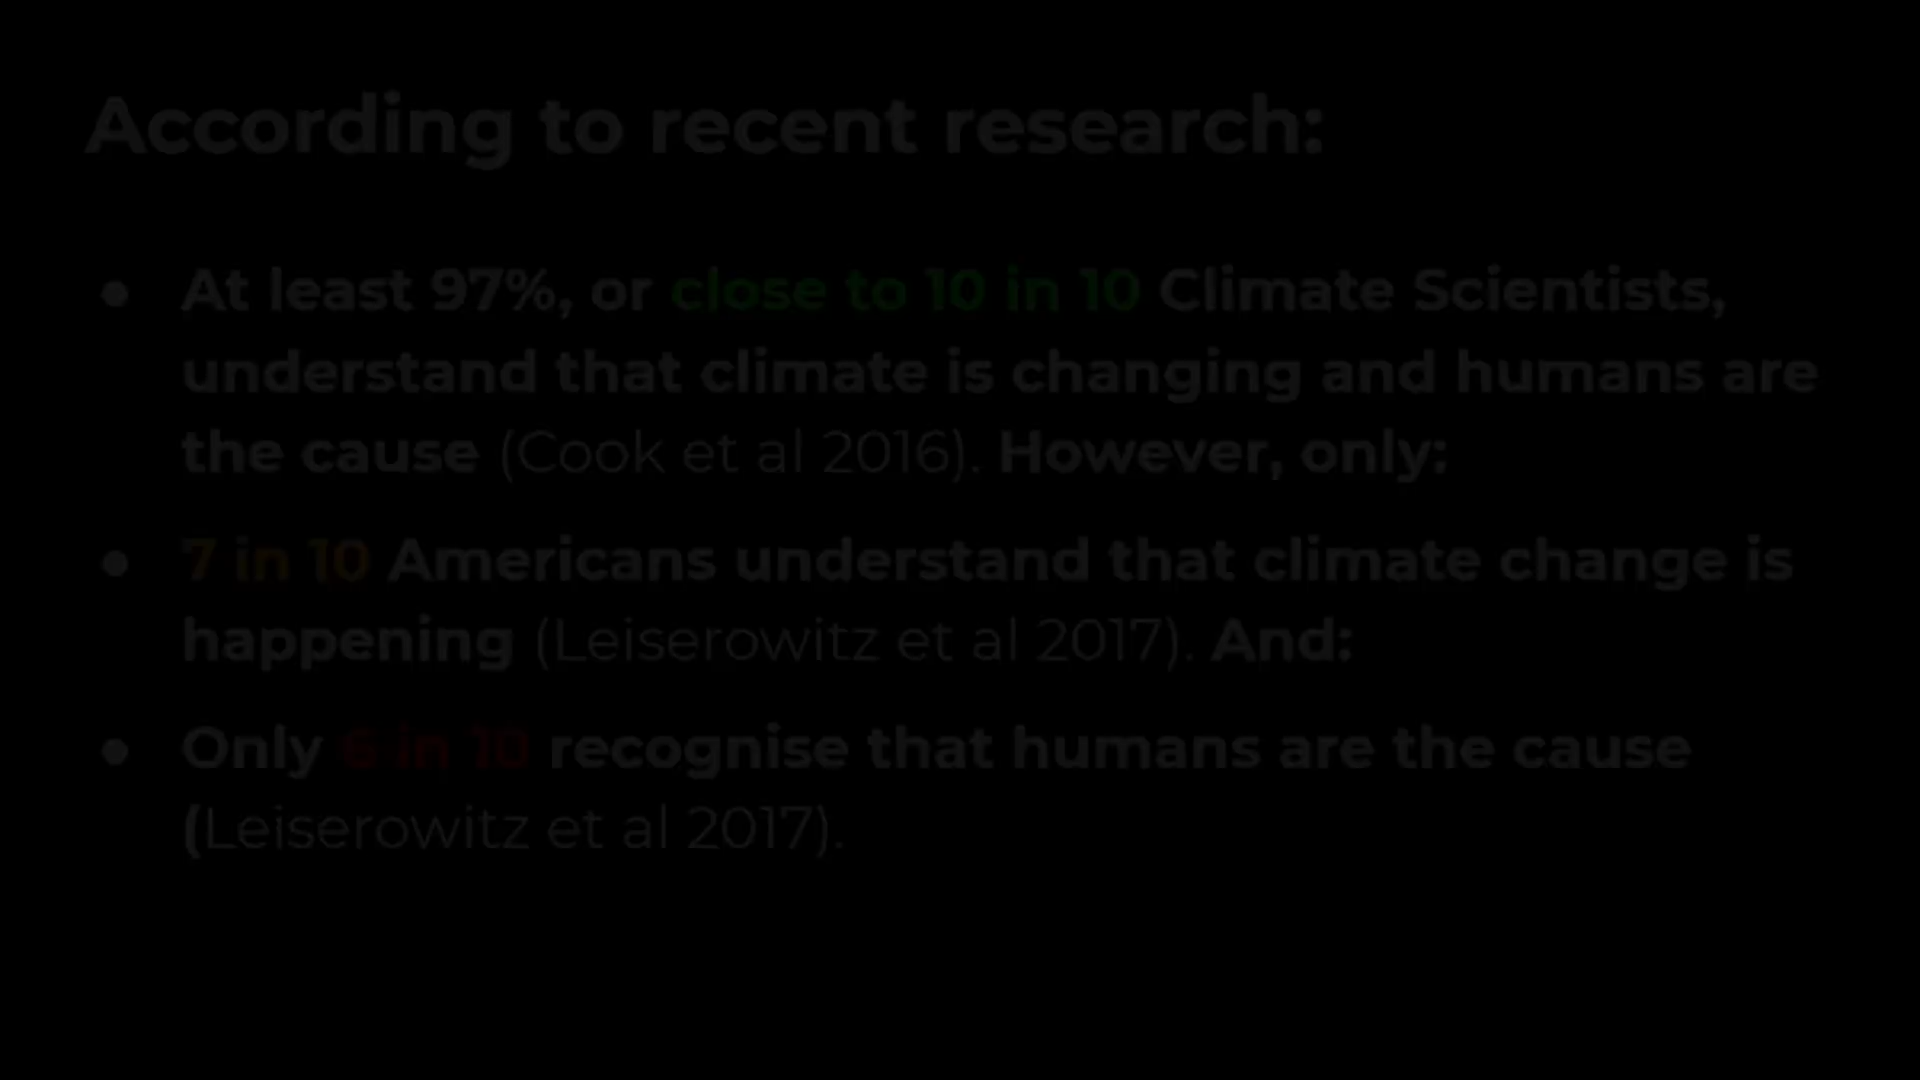 According to recent research:
● At least 97%, or close to 10 in 10 Climate Scientists,
understand that climate is changing and humans are
the cause (Cook et al 2016). However, only:
● 7 in 10 Americans understand that climate change is
happening (Leiserowitz et al 2017). And:
● Only 6 in 10 recognise that humans are the cause
(Leiserowitz et al 2017).